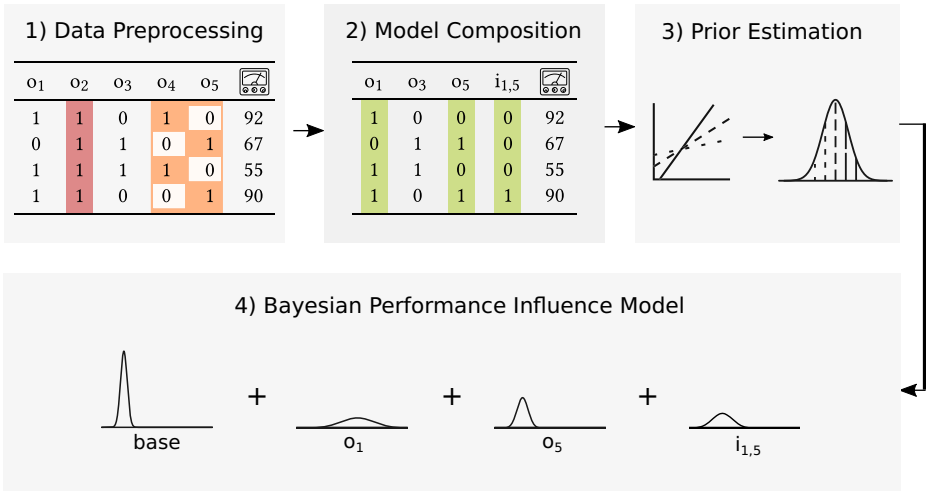 1) Data Preprocessing
o1 o2 o3 o4 o5
1 1 0 1 0 92
0 1 1 0 1 67
1 1 1 1 0 55
1 1 0 0 1 90
2) Model Composition
o1 o3 o5 i1,5
1 0 0 0 92
0 1 1 0 67
1 1 0 0 55
1 0 1 1 90
3) Prior Estimation
4) Bayesian Performance Influence Model
+ + +
base o1 o5 i1,5